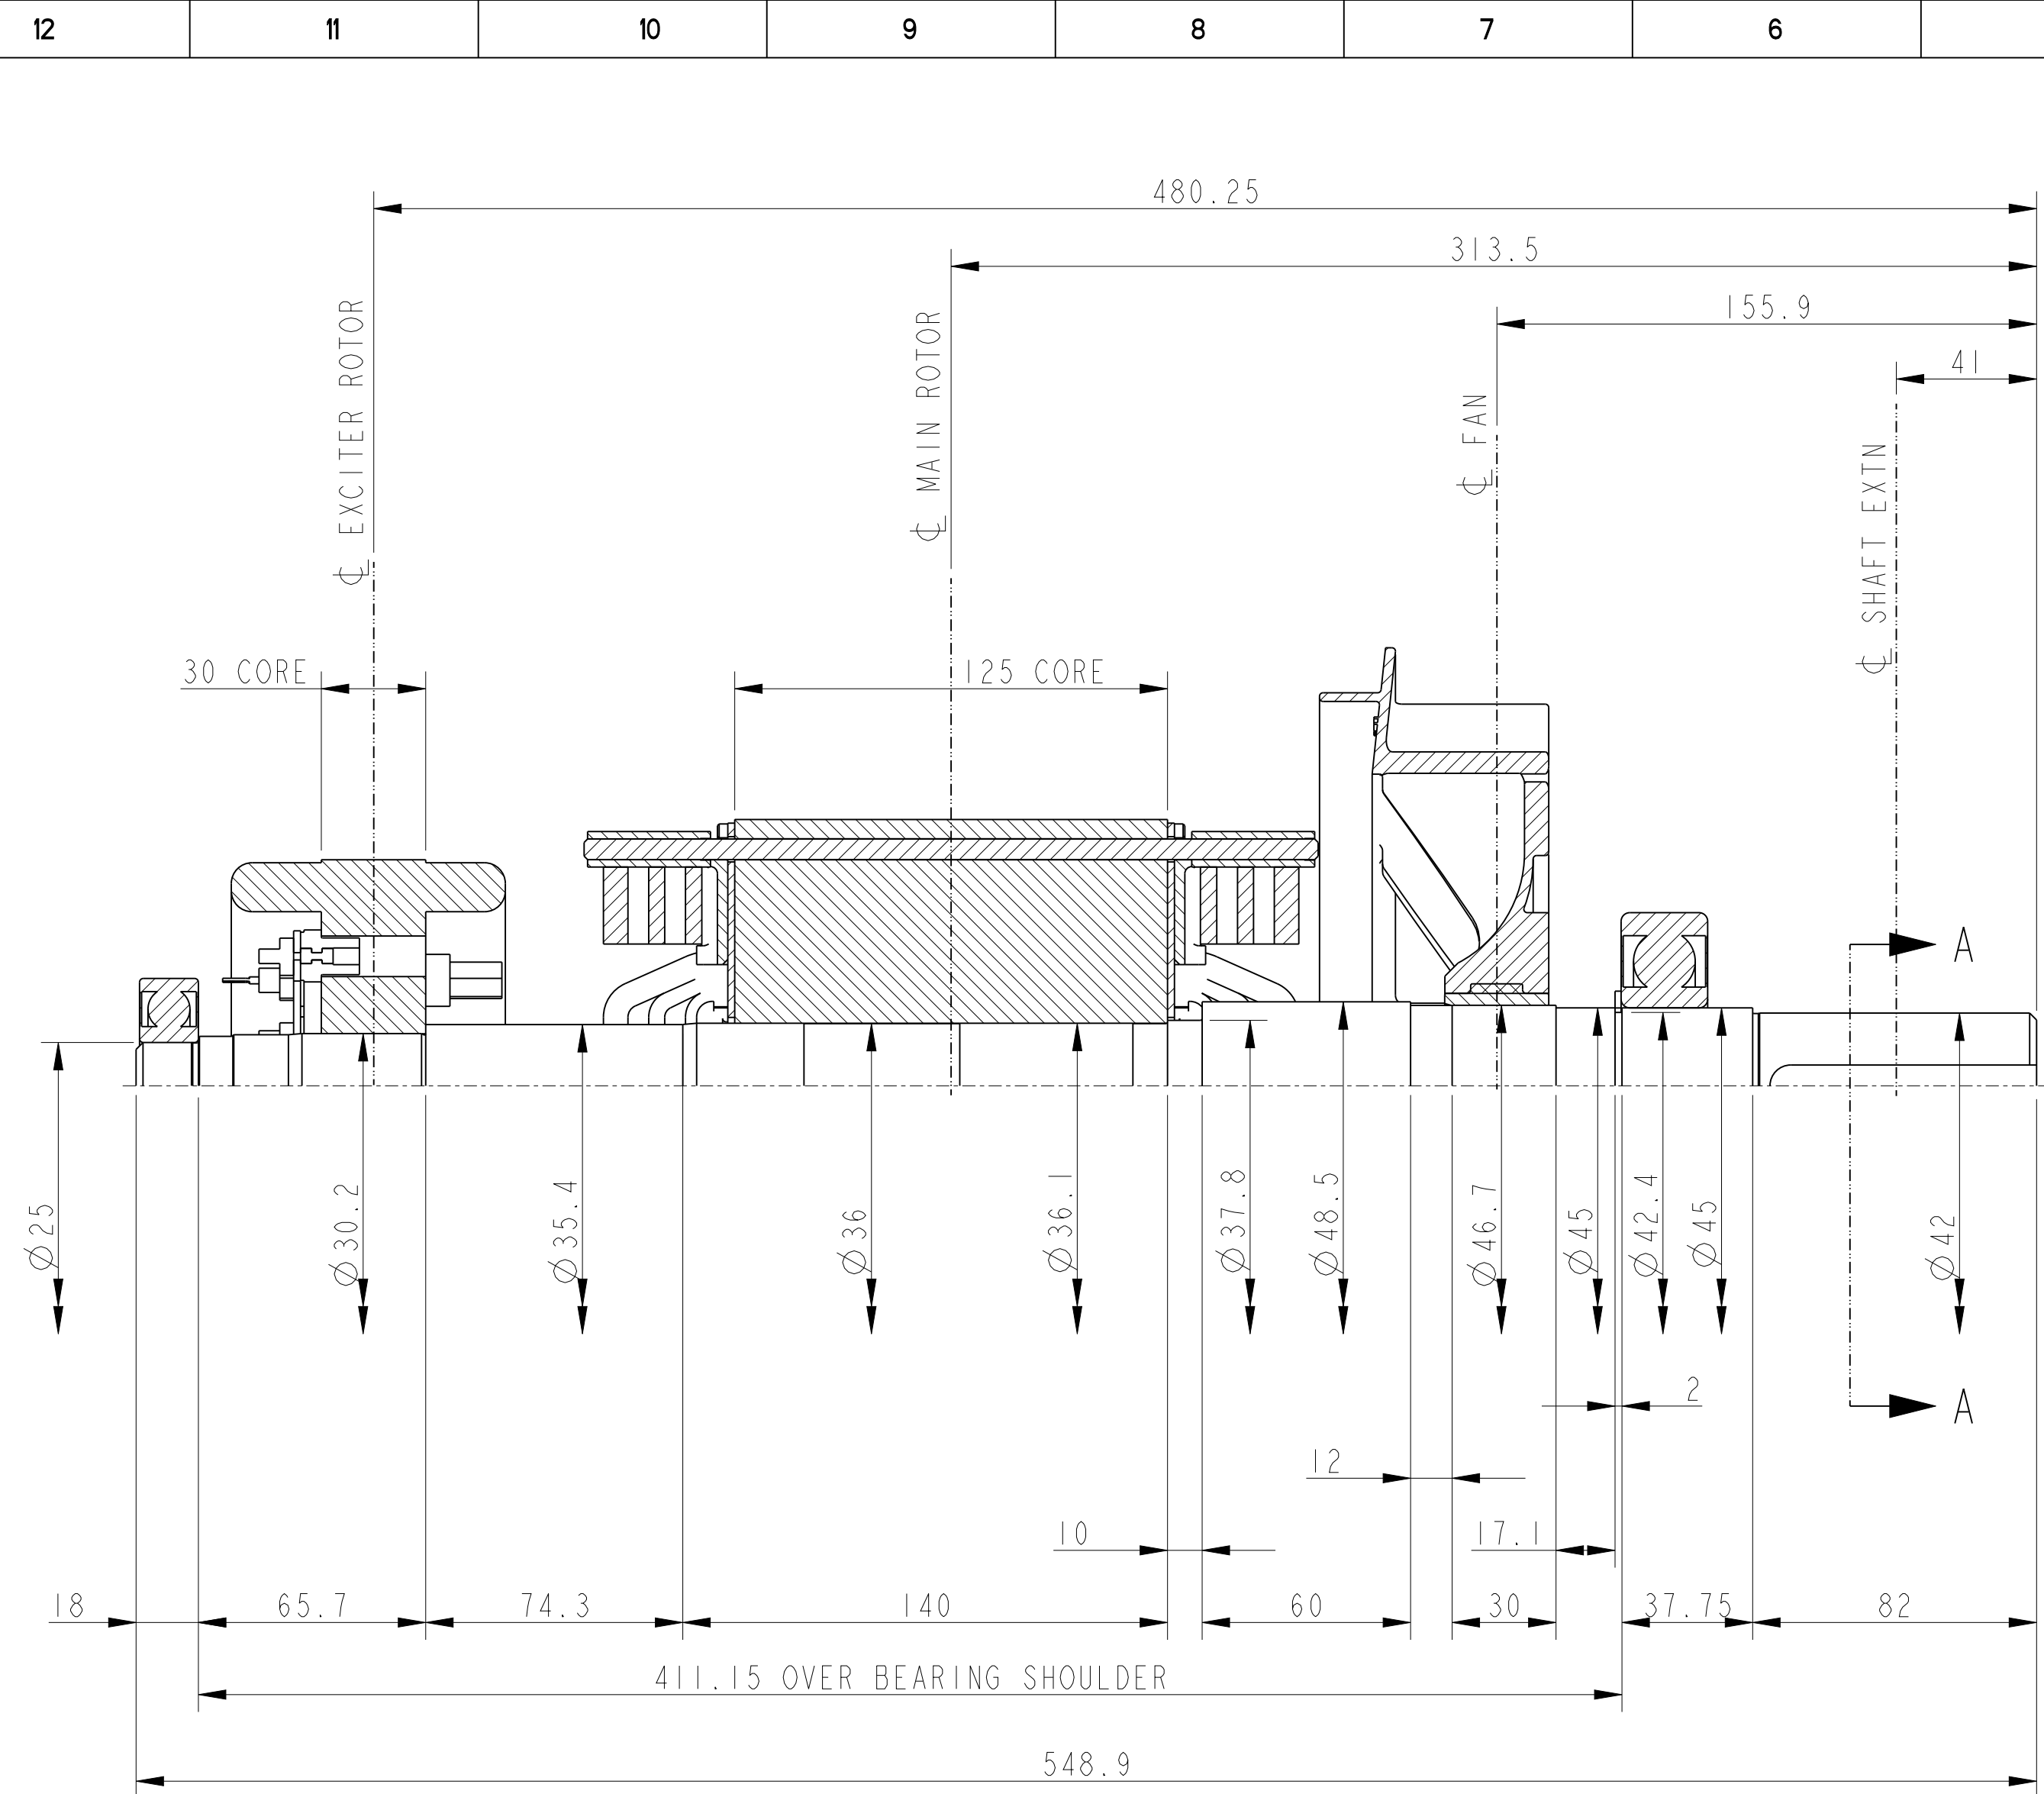 12 11 10 9 8 7 6
480.25
313.5
155.9
41
℄ EXCITER ROTOR
℄ MAIN ROTOR
℄ FAN
℄ SHAFT EXTN
30 CORE
125 CORE
A
Ø25
Ø30.2
Ø35.4
Ø36
Ø36.1
Ø37.8
Ø48.5
Ø46.7
Ø45
Ø42.4
Ø45
Ø42
2
A
12
10
17.1
18
65.7
74.3
140
60
30
37.75
82
411.15 OVER BEARING SHOULDER
548.9